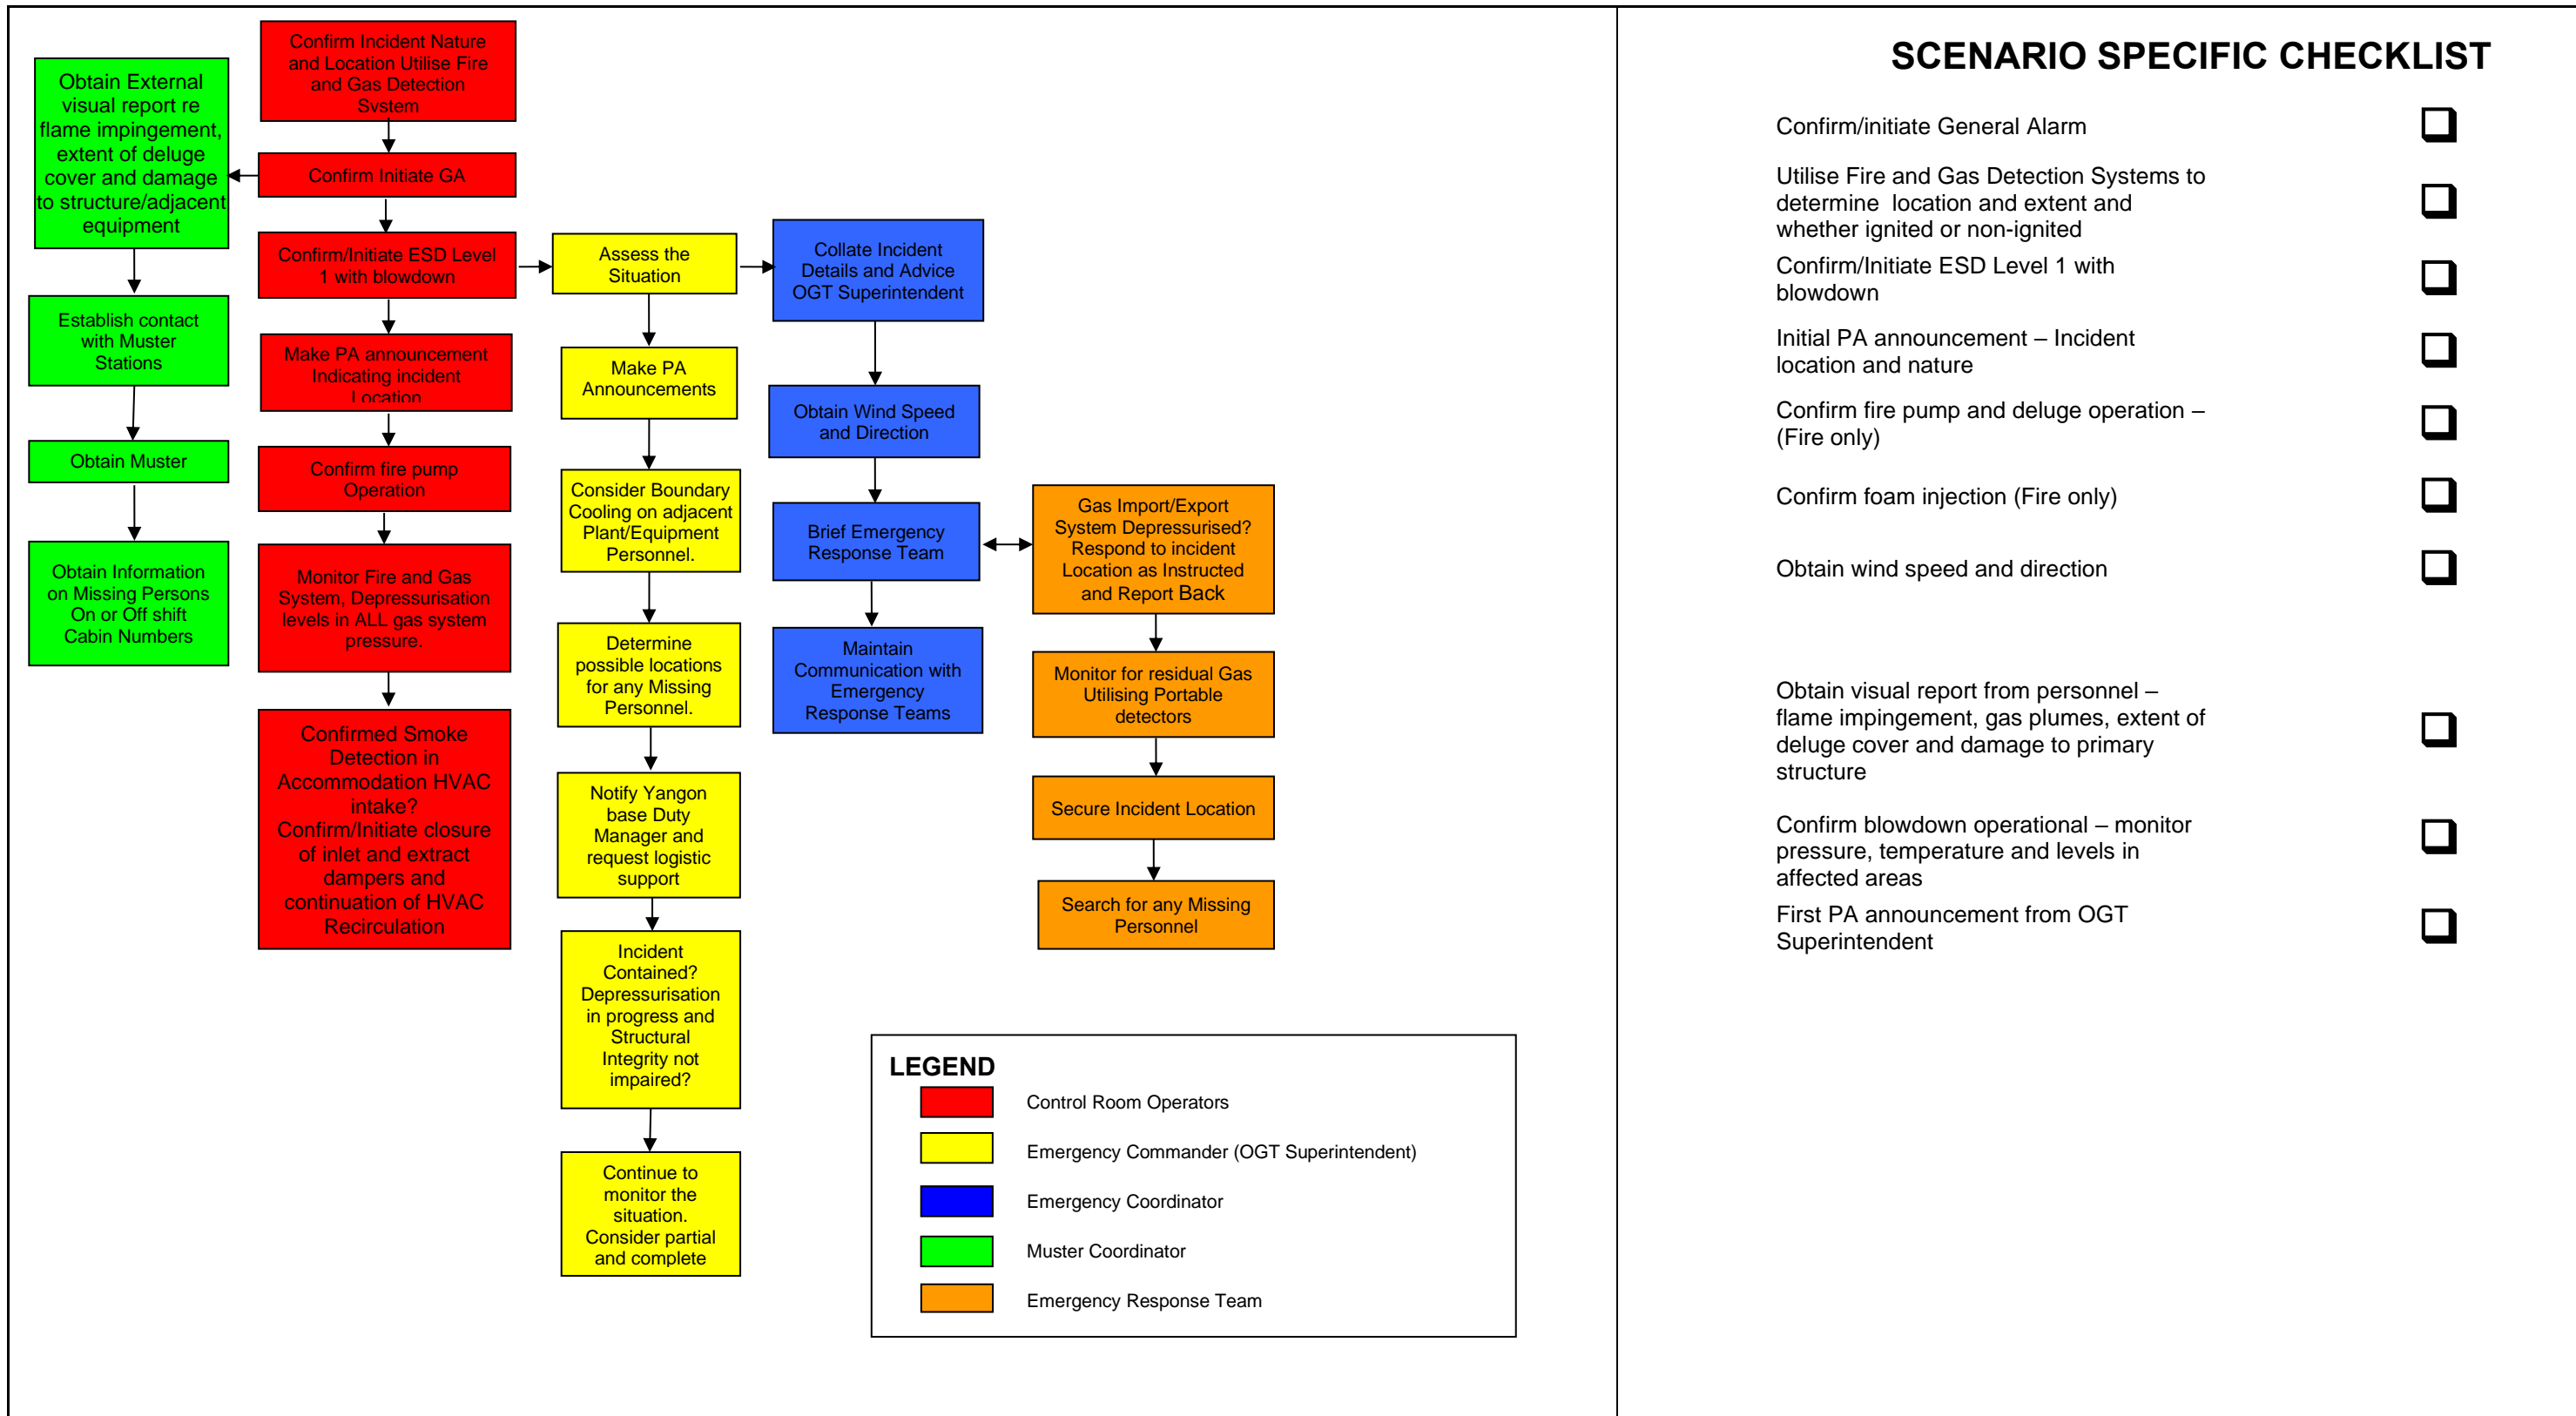 Obtain External
visual report re
flame impingement,
extent of deluge
cover and damage
to structure/adjacent
equipment
Establish contact
with Muster
Stations
Obtain Muster
Obtain Information
on Missing Persons
On or Off shift
Cabin Numbers
Confirm Incident Nature
and Location Utilise Fire
and Gas Detection
System
Confirm Initiate GA
Confirm/Initiate ESD Level
1 with blowdown
Make PA announcement
Indicating incident
Location
Confirm fire pump
Operation
Monitor Fire and Gas
System, Depressurisation
levels in ALL gas system
pressure.
Confirmed Smoke
Detection in
Accommodation HVAC
intake?
Confirm/Initiate closure
of inlet and extract
dampers and
continuation of HVAC
Recirculation
Assess the
Situation
Make PA
Announcements
Consider Boundary
Cooling on adjacent
Plant/Equipment
Personnel.
Determine
possible locations
for any Missing
Personnel.
Notify Yangon
base Duty
Manager and
request logistic
support
Incident
Contained?
Depressurisation
in progress and
Structural
Integrity not
impaired?
Continue to
monitor the
situation.
Consider partial
and complete
Collate Incident
Details and Advice
OGT Superintendent
Obtain Wind Speed
and Direction
Brief Emergency
Response Team
Maintain
Communication with
Emergency
Response Teams
Gas Import/Export
System Depressurised?
Respond to incident
Location as Instructed
and Report Back
Monitor for residual Gas
Utilising Portable
detectors
Secure Incident Location
Search for any Missing
Personnel
LEGEND
Control Room Operators
Emergency Commander (OGT Superintendent)
Emergency Coordinator
Muster Coordinator
Emergency Response Team
SCENARIO SPECIFIC CHECKLIST
Confirm/initiate General Alarm
Utilise Fire and Gas Detection Systems to
determine location and extent and
whether ignited or non-ignited
Confirm/Initiate ESD Level 1 with
blowdown
Initial PA announcement – Incident
location and nature
Confirm fire pump and deluge operation –
(Fire only)
Confirm foam injection (Fire only)
Obtain wind speed and direction
Obtain visual report from personnel –
flame impingement, gas plumes, extent of
deluge cover and damage to primary
structure
Confirm blowdown operational – monitor
pressure, temperature and levels in
affected areas
First PA announcement from OGT
Superintendent